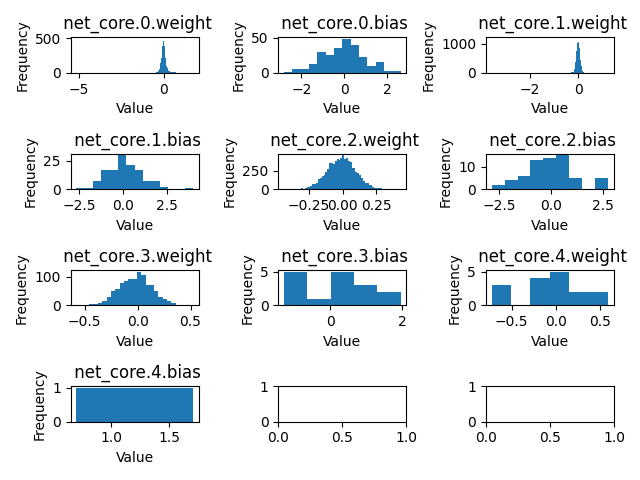 net_core.0.weight
Frequency
500
0
−5
0
Value
net_core.0.bias
Frequency
50
0
−2
0
2
Value
net_core.1.weight
Frequency
1000
0
−2
0
Value
net_core.1.bias
Frequency
25
0
−2.5
0.0
2.5
Value
net_core.2.weight
Frequency
250
0
−0.25
0.00
0.25
Value
net_core.2.bias
Frequency
10
0
−2.5
0.0
2.5
Value
net_core.3.weight
Frequency
100
0
−0.5
0.0
0.5
Value
net_core.3.bias
Frequency
5
0
0
2
Value
net_core.4.weight
Frequency
5
0
−0.5
0.0
0.5
Value
net_core.4.bias
Frequency
1
0
1.0
1.5
Value
1
0
0.0
0.5
1.0
1
0
0.0
0.5
1.0